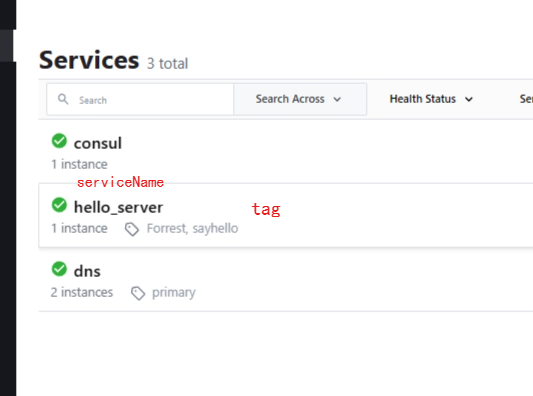 Services 3 total
Search Search Across Health Status
consul
1 instance
serviceName
hello_server tag
1 instance Forrest, sayhello
dns
2 instances primary